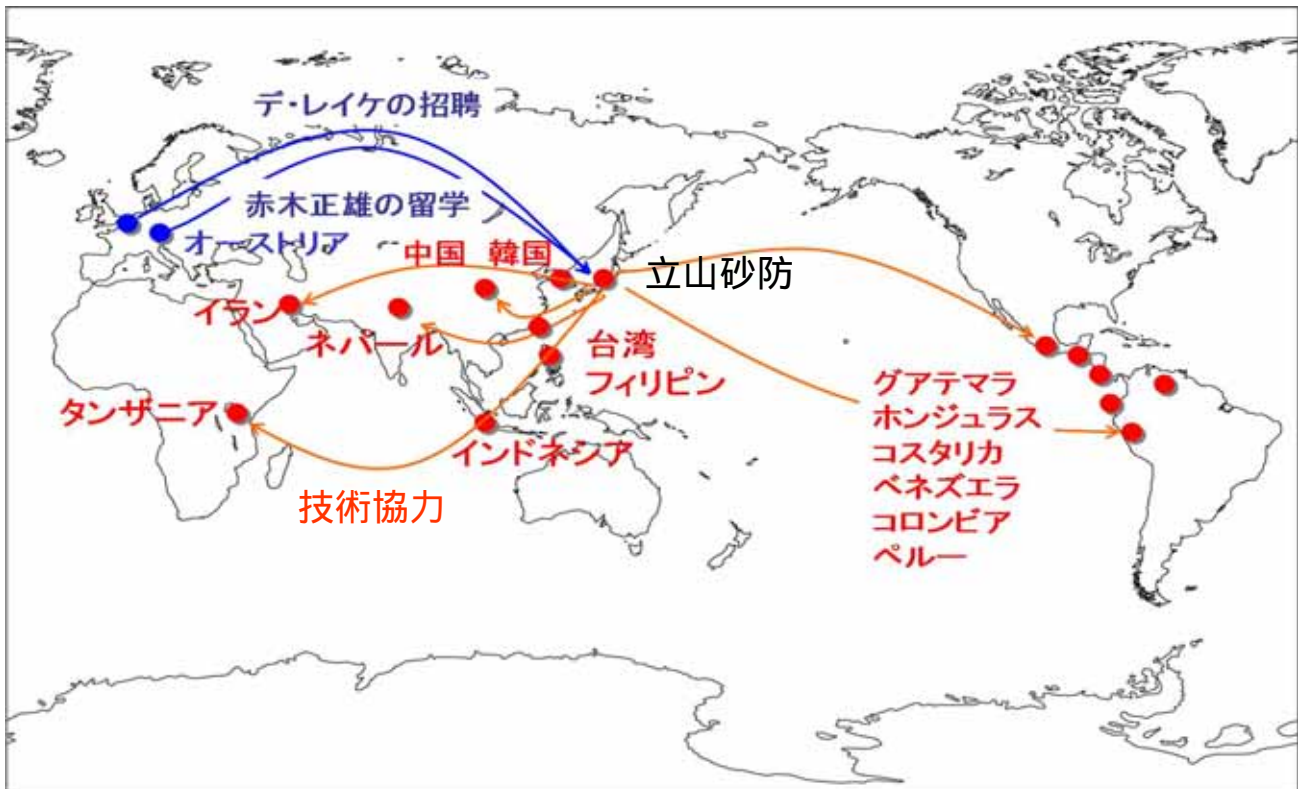 デ・レイケの招聘
赤木正雄の留学
オーストリア
中国 韓国
立山砂防
イラン
ネパール
台湾
フィリピン
タンザニア
インドネシア
技術協力
グアテマラ
ホンジュラス
コスタリカ
ベネズエラ
コロンビア
ペルー